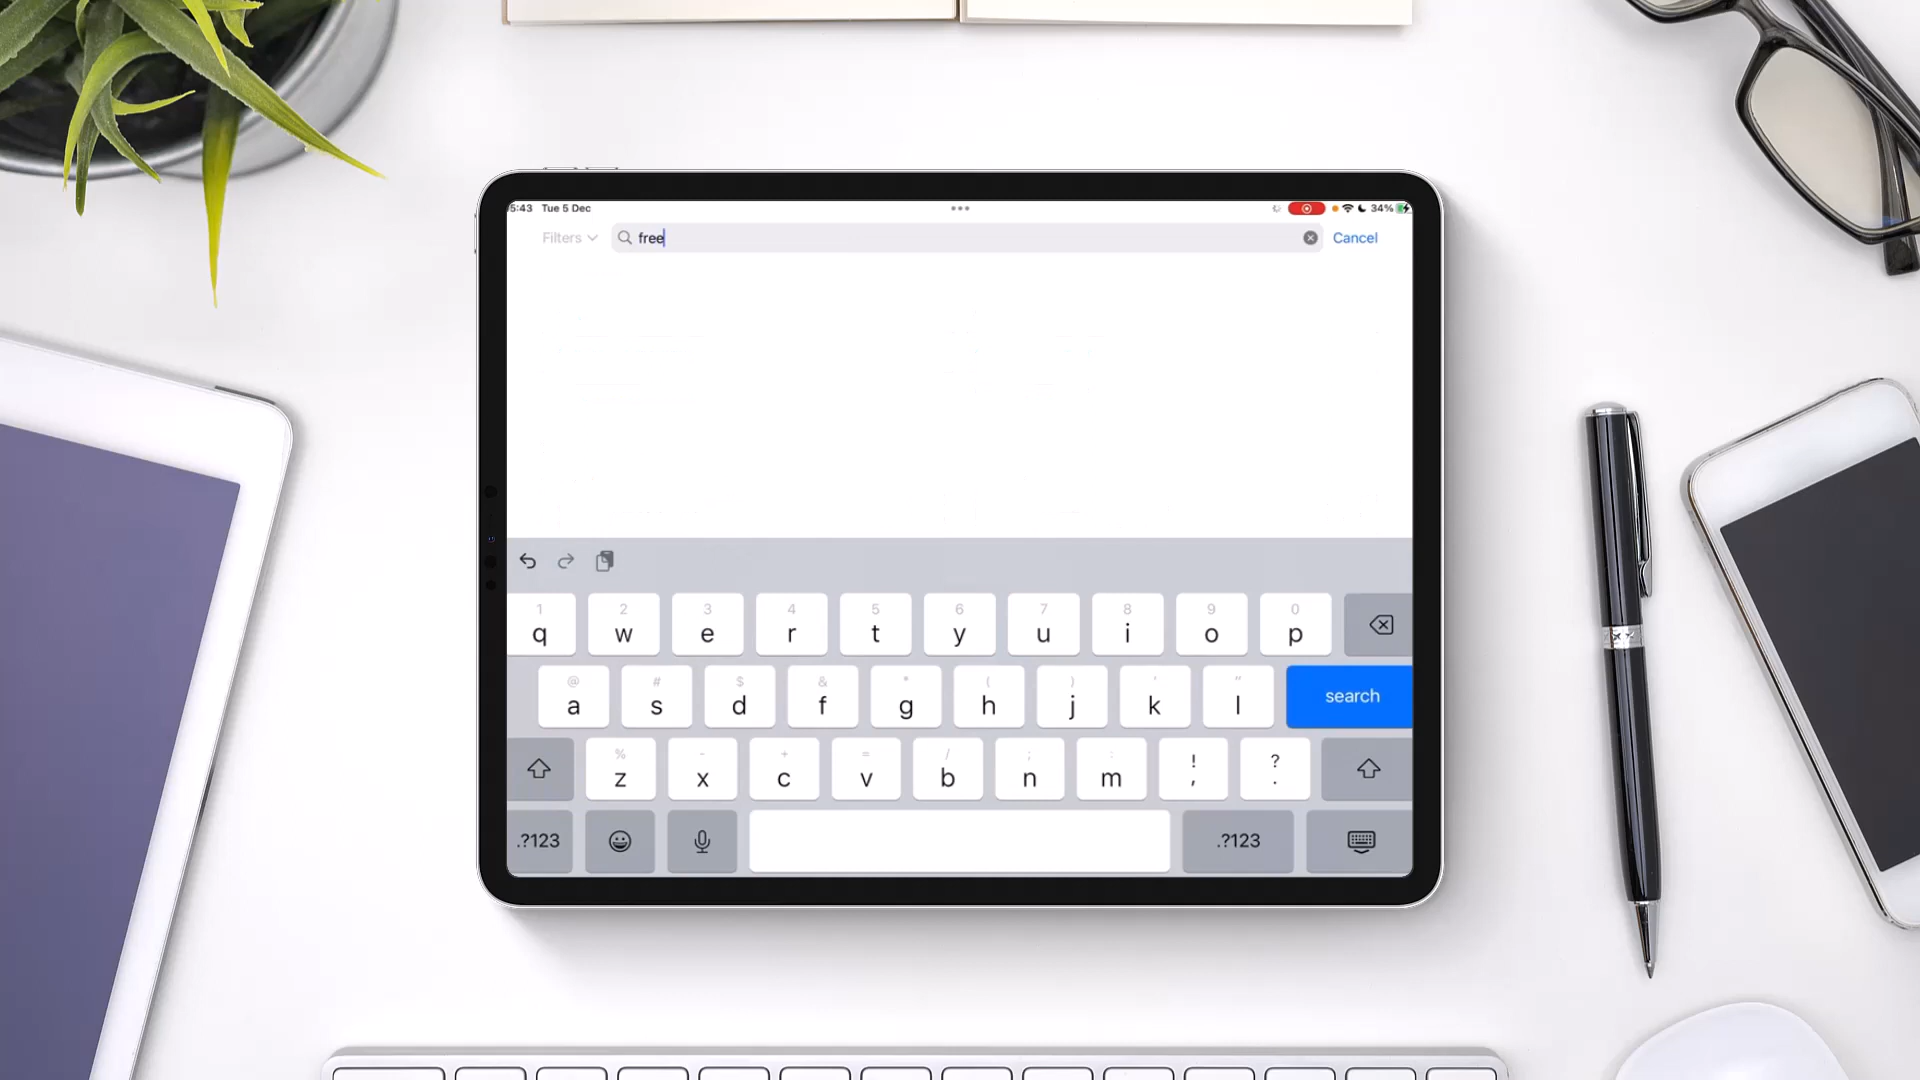 5:43 Tue 5 Dec 34%
Filters free Cancel
1 2 3 4 5 6 7 8 9 0
q w e r t y u i o p
@ # $ & * ( ) ' "
a s d f g h j k l search
% - + = / ; : ! ?
z x c v b n m , .
.?123 .?123